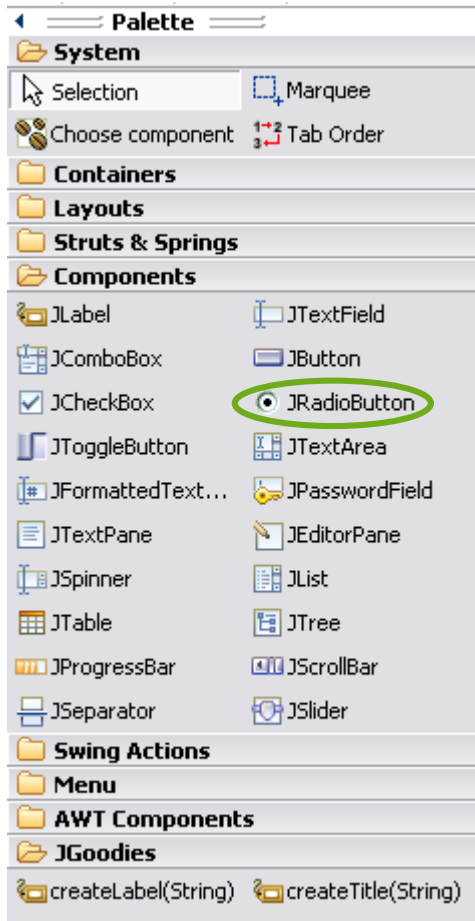 Palette
System
Selection Marquee
Choose component Tab Order
Containers
Layouts
Struts & Springs
Components
JLabel JTextField
JComboBox JButton
JCheckBox JRadioButton
JToggleButton JTextArea
JFormattedText... JPasswordField
JTextPane JEditorPane
JSpinner JList
JTable JTree
JProgressBar JScrollBar
JSeparator JSlider
Swing Actions
Menu
AWT Components
JGoodies
createLabel(String) createTitle(String)